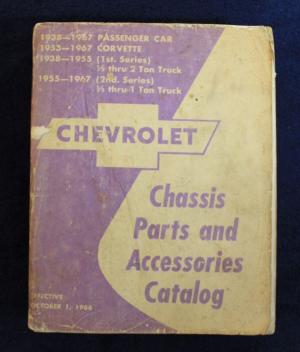 1938—1967 PASSENGER CAR
1953—1967 CORVETTE
1938—1955 (1st. Series)
½ thru 2 Ton Truck
1955—1967 (2nd. Series)
½ thru 1 Ton Truck
CHEVROLET
Chassis
Parts and
Accessories
Catalog
EFFECTIVE
OCTOBER 1, 1966